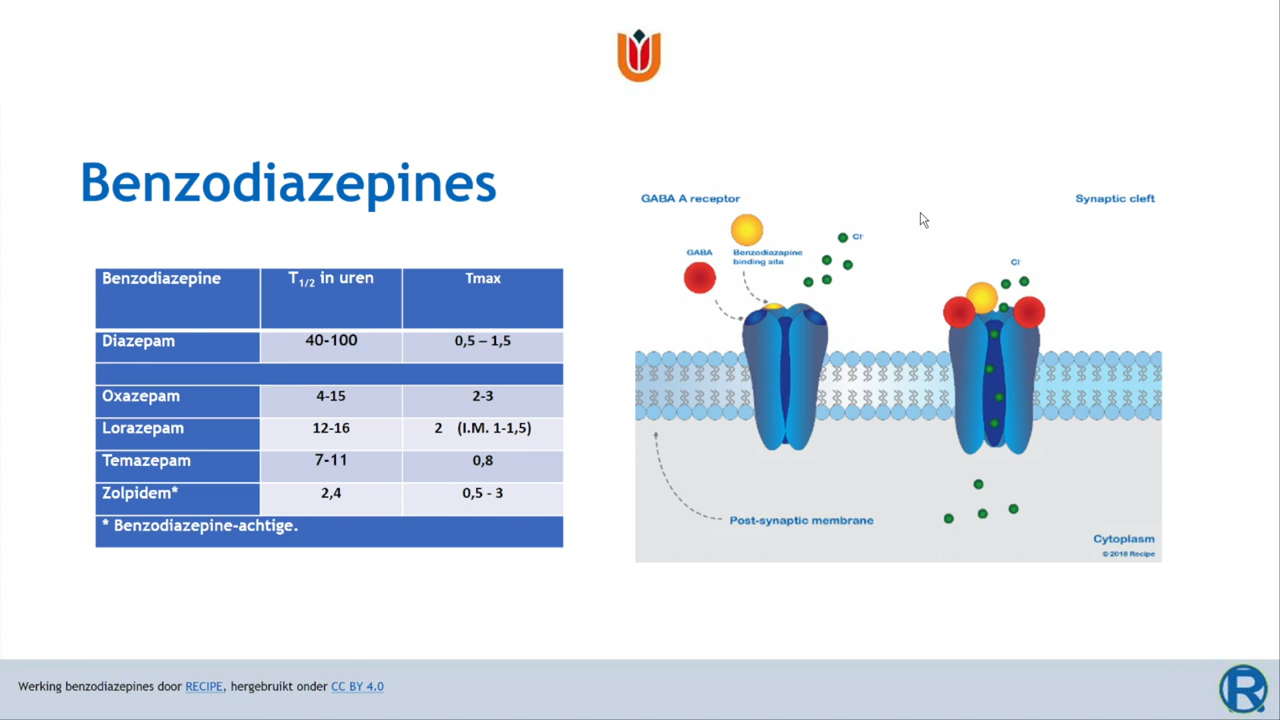 Benzodiazepines
Benzodiazepine T1/2 in uren Tmax
Diazepam 40-100 0,5 – 1,5
Oxazepam 4-15 2-3
Lorazepam 12-16 2 (I.M. 1-1,5)
Temazepam 7-11 0,8
Zolpidem* 2,4 0,5 - 3
* Benzodiazepine-achtige.
GABA A receptor
Synaptic cleft
GABA
Benzodiazapine
binding aita
Cl-
Cl-
Post-synaptic membrane
Cytoplasm
© 2018 Recipe
Werking benzodiazepines door RECIPE, hergebruikt onder CC BY 4.0
R